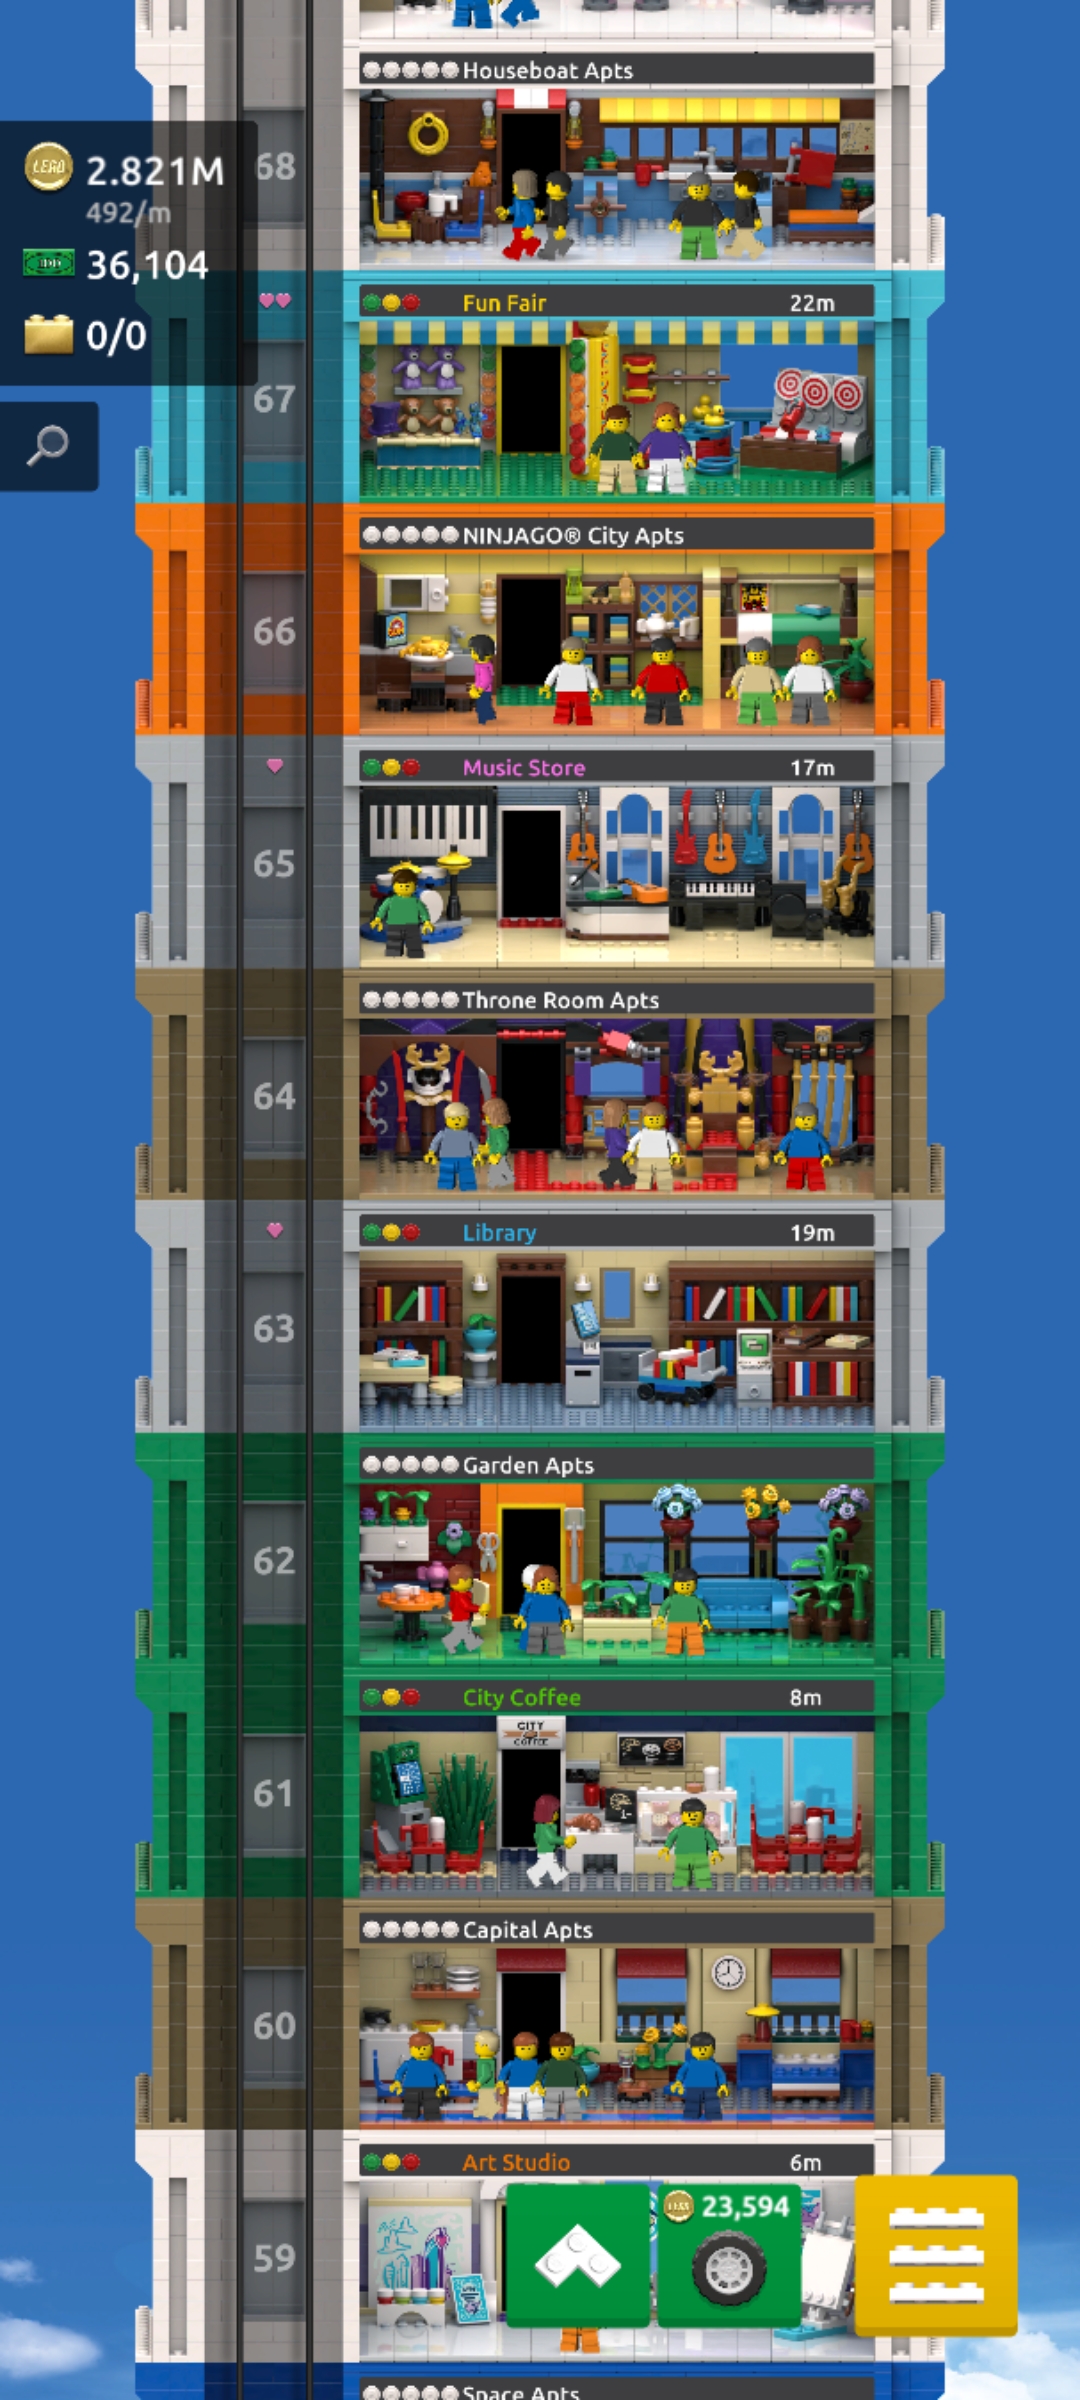 Houseboat Apts
68
LEGO 2.821M
492/m
36,104
0/0
Fun Fair 22m
67
NINJAGO® City Apts
66
Music Store 17m
65
Throne Room Apts
64
Library 19m
63
Garden Apts
62
City Coffee 8m
CITY
COFFEE
61
Capital Apts
60
Art Studio 6m
59
LEGO 23,594
Space Apts